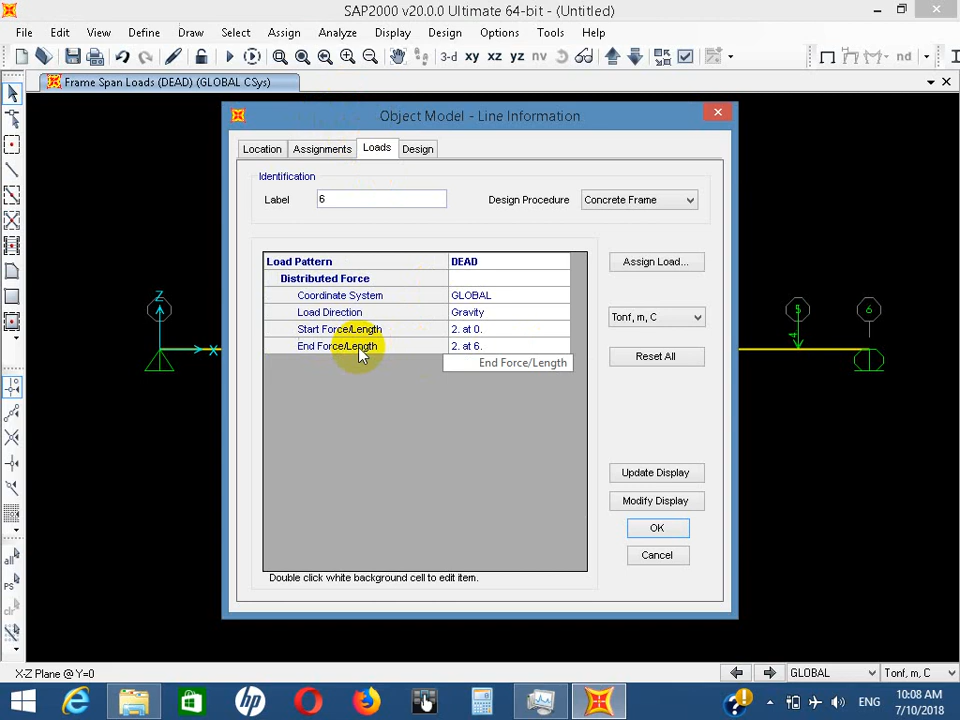 SAP2000 v20.0.0 Ultimate 64-bit - (Untitled)
File Edit View Define Draw Select Assign Analyze Display Design Options Tools Help
3-d xy xz yz nv nd
Frame Span Loads (DEAD) (GLOBAL CSys)
Object Model - Line Information
Location Assignments Loads Design
Identification
Label 6 Design Procedure Concrete Frame
Load Pattern DEAD
Assign Load...
Distributed Force
Coordinate System GLOBAL
Load Direction Gravity
Tonf, m, C
Start Force/Length 2. at 0.
End Force/Length 2. at 6.
End Force/Length
Reset All
Z
X
5
6
4
Update Display
Modify Display
OK
Cancel
Double click white background cell to edit item.
all
PS
clr
X-Z Plane @ Y=0
GLOBAL
Tonf, m, C
ENG
10:08 AM
7/10/2018